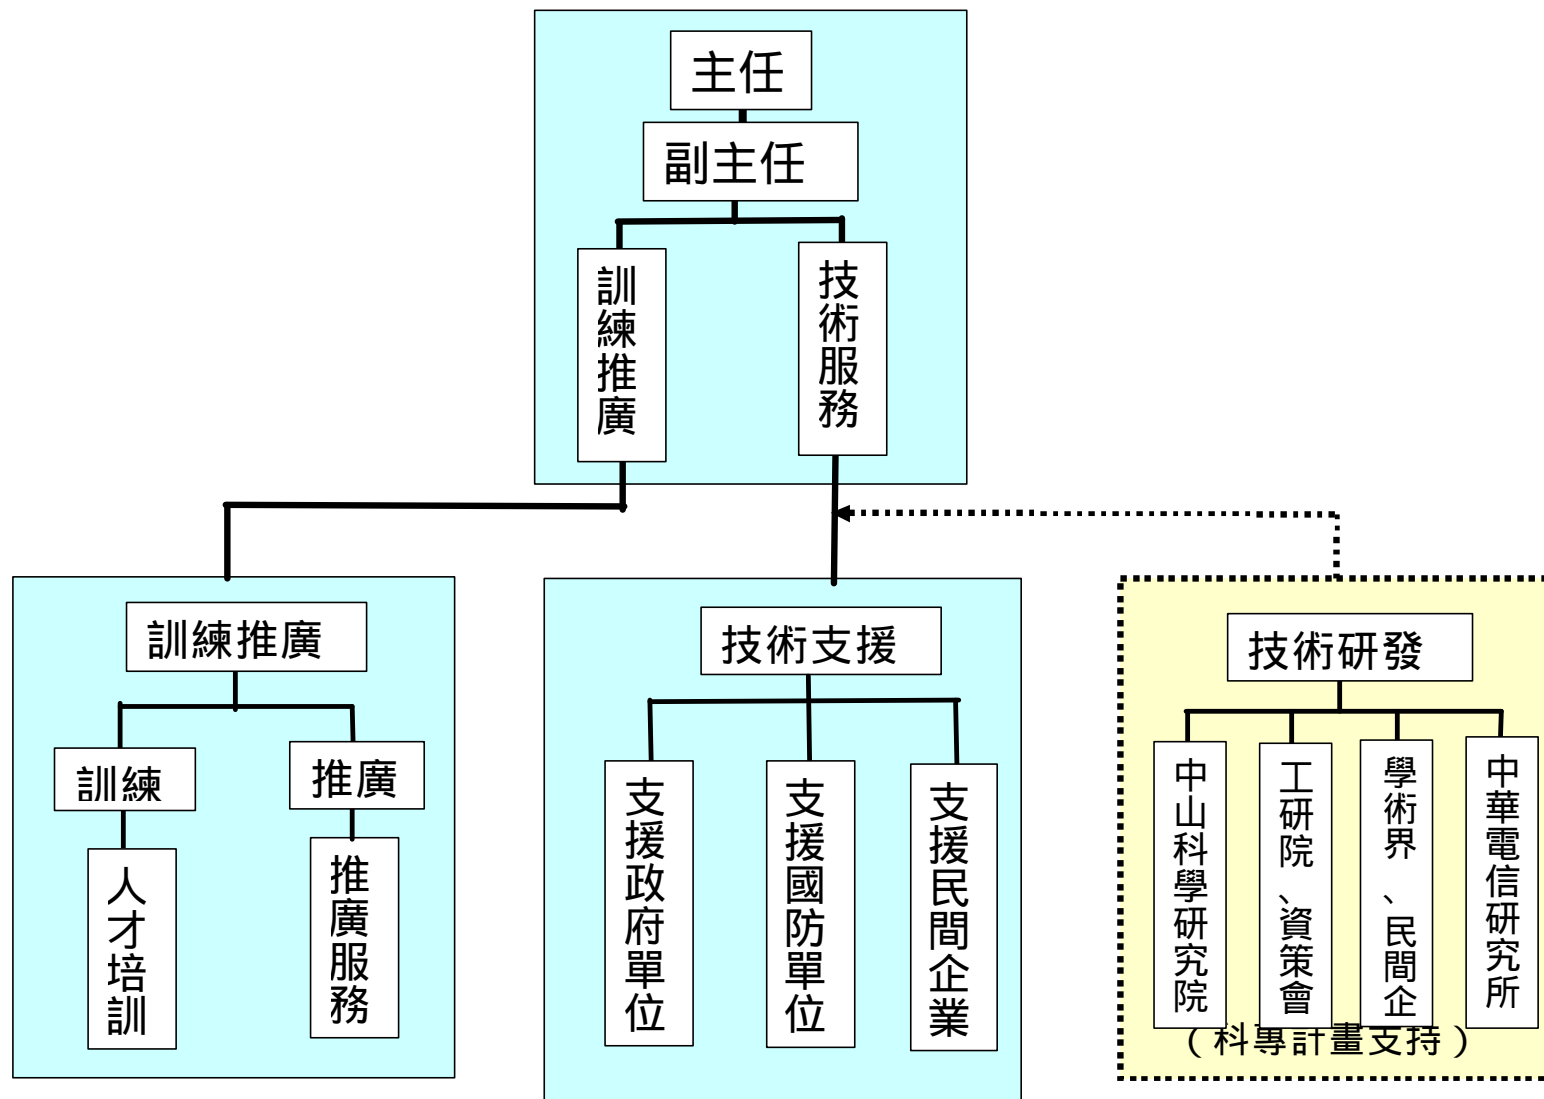 主任
副主任
訓練推廣
技術服務
訓練推廣
訓練
推廣
人才培訓
推廣服務
技術支援
支援政府單位
支援國防單位
支援民間企業
技術研發
中山科學研究院
工研院、資策會
學術界、民間企
中華電信研究所
（科專計畫支持）